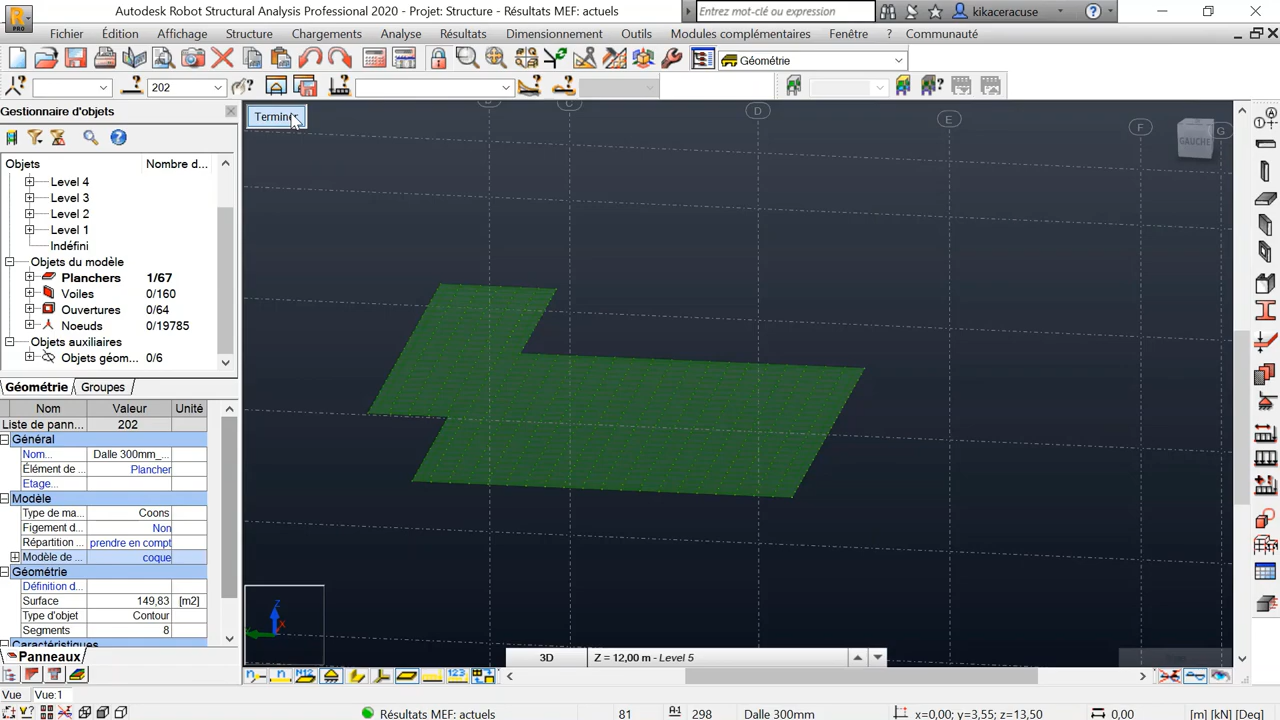 Autodesk Robot Structural Analysis Professional 2020 - Projet: Structure - Résultats MEF: actuels
Entrez mot-clé ou expression
kikaceracuse
PRO
Fichier Édition Affichage Structure Chargements Analyse Résultats Dimensionnement Outils Modules complémentaires Fenêtre ? Communauté
Géométrie
202
Gestionnaire d'objets
Terminer
C D E F G
GAUCHE
Objets Nombre d...
Level 4
Level 3
Level 2
Level 1
Indéfini
Objets du modèle
Planchers 1/67
Voiles 0/160
Ouvertures 0/64
Noeuds 0/19785
Objets auxiliaires
Objets géom... 0/6
Géométrie Groupes
Nom Valeur Unité
Liste de pann... 202
Général
Nom... Dalle 300mm_...
Élément de ... Plancher
Etage...
Modèle
Type de ma... Coons
Figement d... Non
Répartition ... prendre en compt
Modèle de ... coque
Géométrie
Définition d...
Surface 149,83 [m2]
Type d'objet Contour
Segments 8
Caractéristiques
Panneaux
Z
X
3D Z = 12,00 m - Level 5
123
Vue Vue:1
Résultats MEF: actuels 81 298 Dalle 300mm x=0,00; y=3,55; z=13,50 0,00 [m] [kN] [Deg]